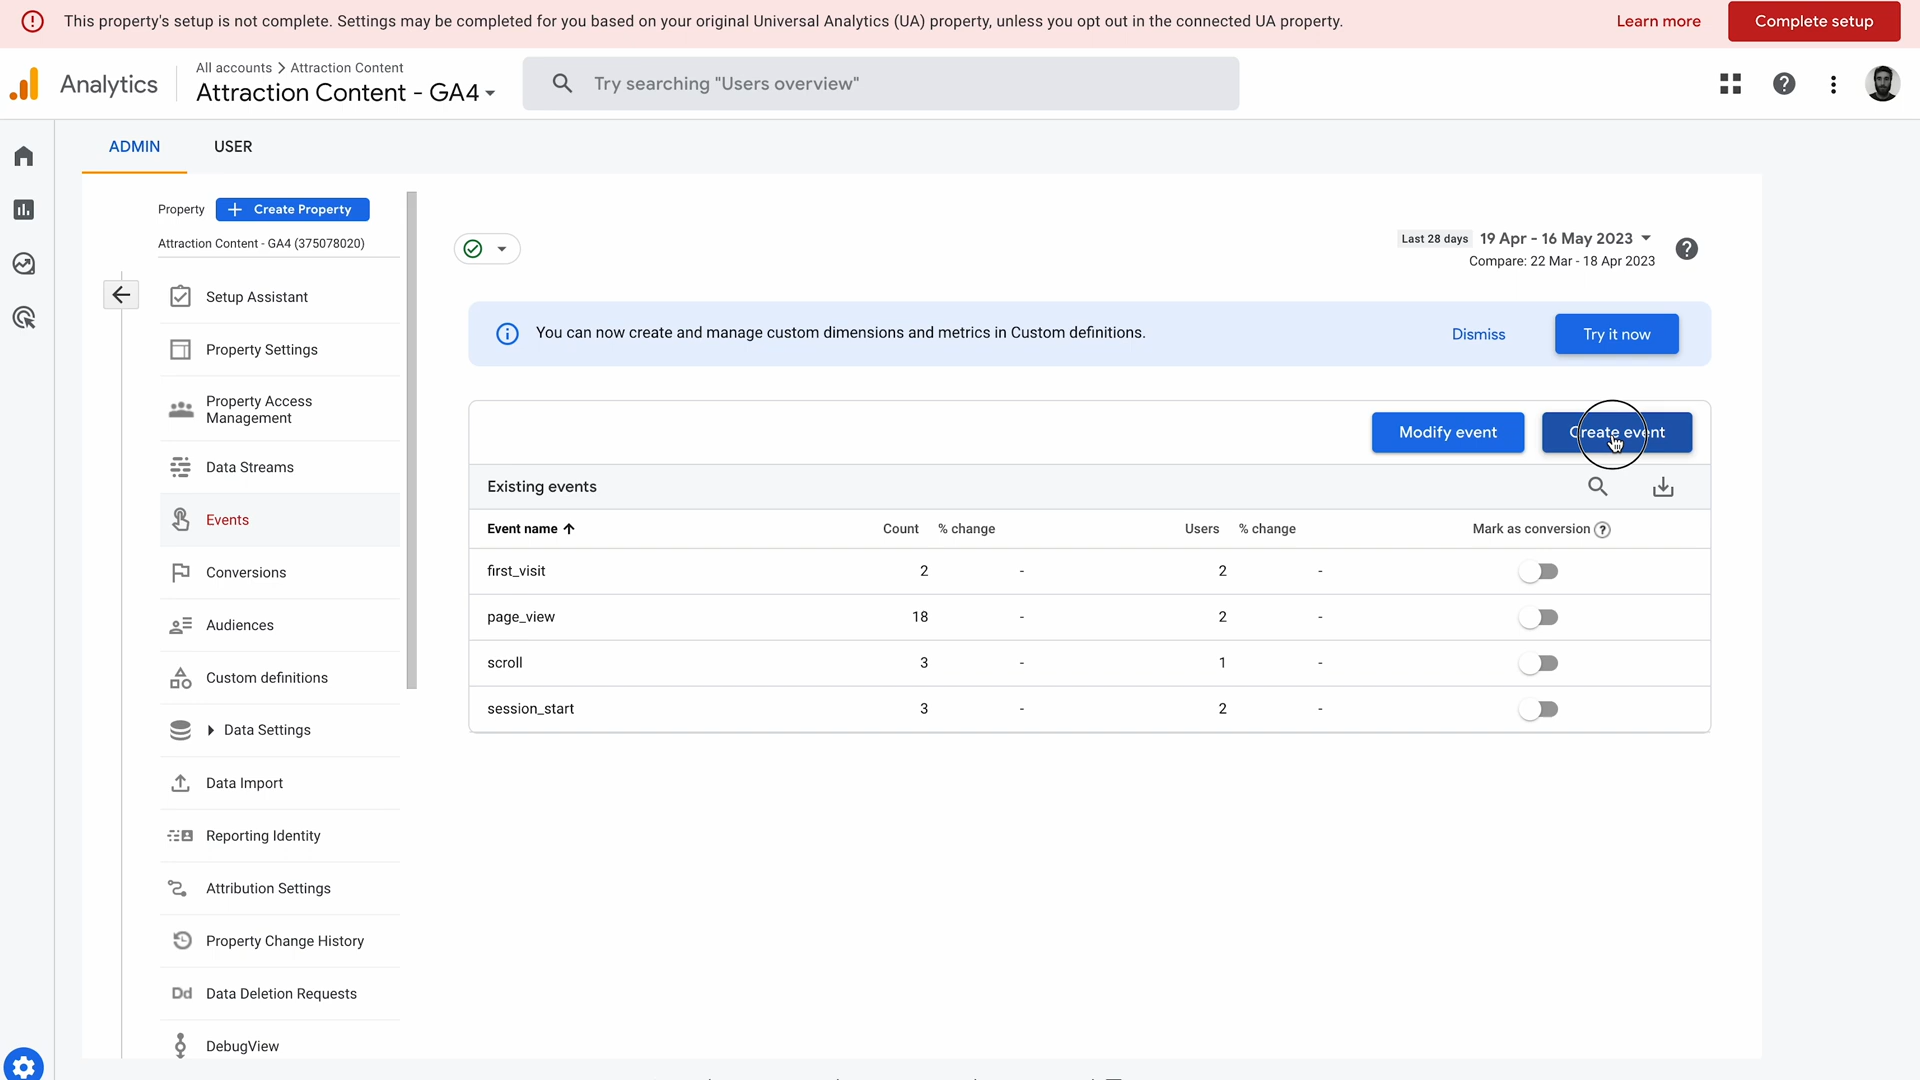 This property's setup is not complete. Settings may be completed for you based on your original Universal Analytics (UA) property, unless you opt out in the connected UA property.
Learn more
Complete setup
Analytics
All accounts > Attraction Content
Attraction Content - GA4
Try searching "Users overview"
ADMIN
USER
Property
+ Create Property
Attraction Content - GA4 (375078020)
Setup Assistant
Property Settings
Property Access
Management
Data Streams
Events
Conversions
Audiences
Custom definitions
Data Settings
Data Import
Reporting Identity
Attribution Settings
Property Change History
Dd Data Deletion Requests
DebugView
Last 28 days 19 Apr - 16 May 2023
Compare: 22 Mar - 18 Apr 2023
You can now create and manage custom dimensions and metrics in Custom definitions.
Dismiss
Try it now
Modify event
Create event
Existing events
Event name Count % change Users % change Mark as conversion
first_visit 2 - 2 -
page_view 18 - 2 -
scroll 3 - 1 -
session_start 3 - 2 -